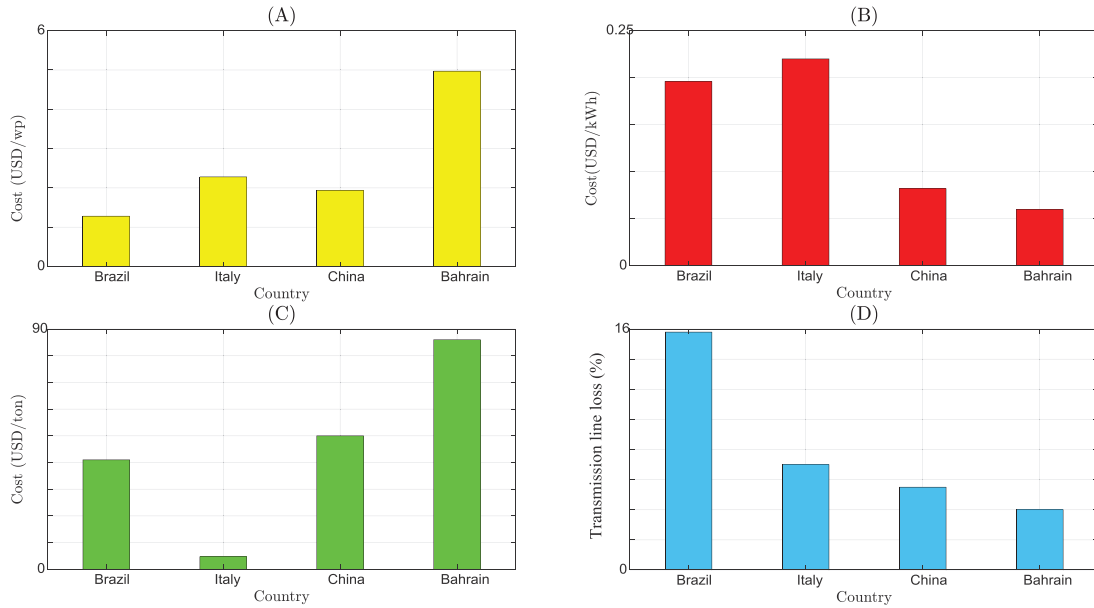 (A)
6
Cost (USD/wp)
0
Brazil Italy China Bahrain
Country
(B)
0.25
Cost(USD/kWh)
0
Brazil Italy China Bahrain
Country
(C)
90
Cost (USD/ton)
0
Brazil Italy China Bahrain
Country
(D)
16
Transmission line loss (%)
0
Brazil Italy China Bahrain
Country